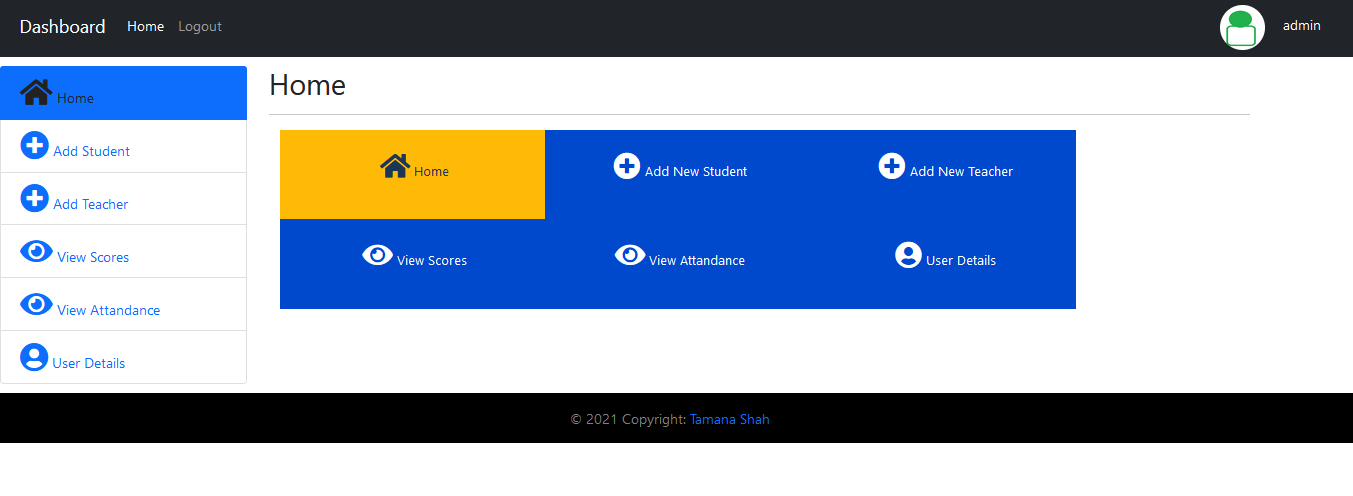 Dashboard Home Logout admin
Home
Add Student
Add Teacher
View Scores
View Attandance
User Details
Home
Home Add New Student Add New Teacher
View Scores View Attandance User Details
© 2021 Copyright: Tamana Shah